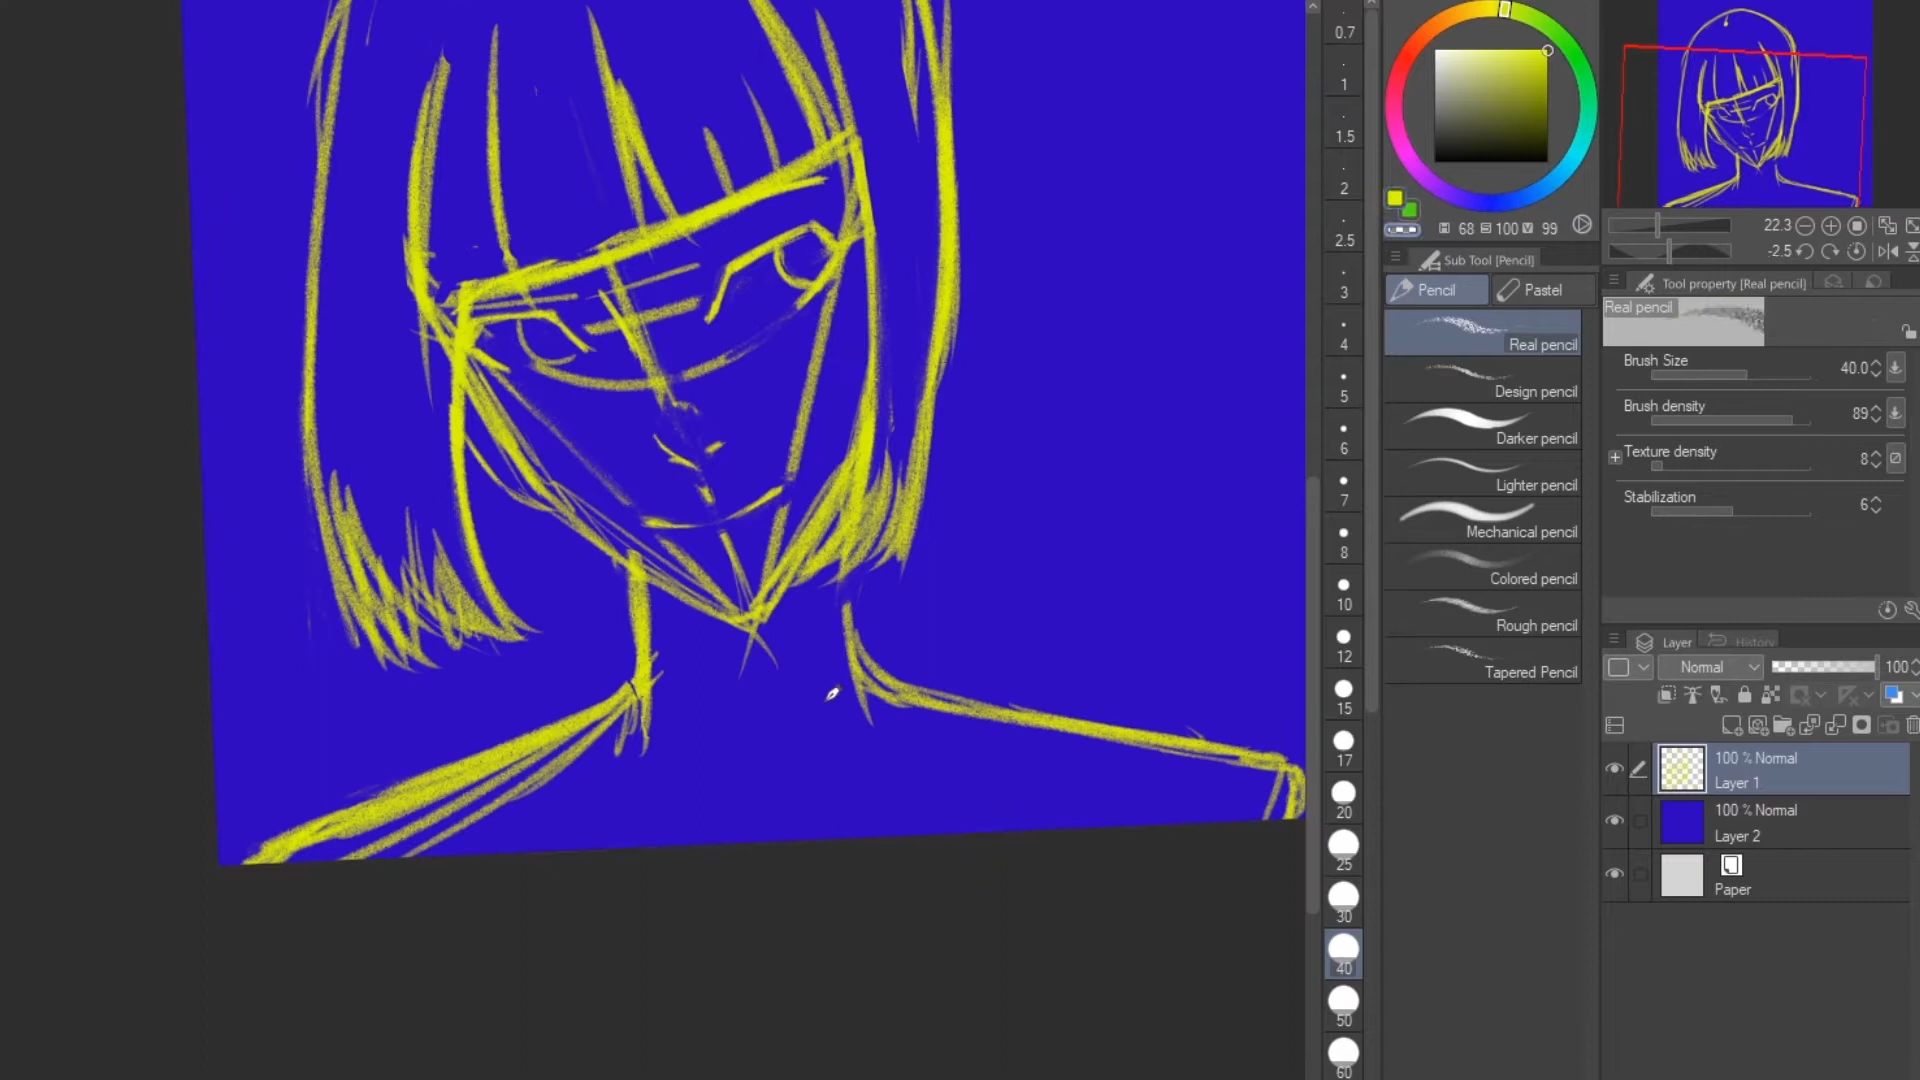 0.7
1
1.5
2
2.5
3
4
5
6
7
8
10
12
15
17
20
25
30
40
50
60
68 100 99
Sub Tool [Pencil]
Pencil Pastel
Real pencil
Design pencil
Darker pencil
Lighter pencil
Mechanical pencil
Colored pencil
Rough pencil
Tapered Pencil
22.3
-2.5
Tool property [Real pencil]
Real pencil
Brush Size 40.0
Brush density 89
Texture density 8
Stabilization 6
Layer History
Normal 100
100 % Normal
Layer 1
100 % Normal
Layer 2
Paper